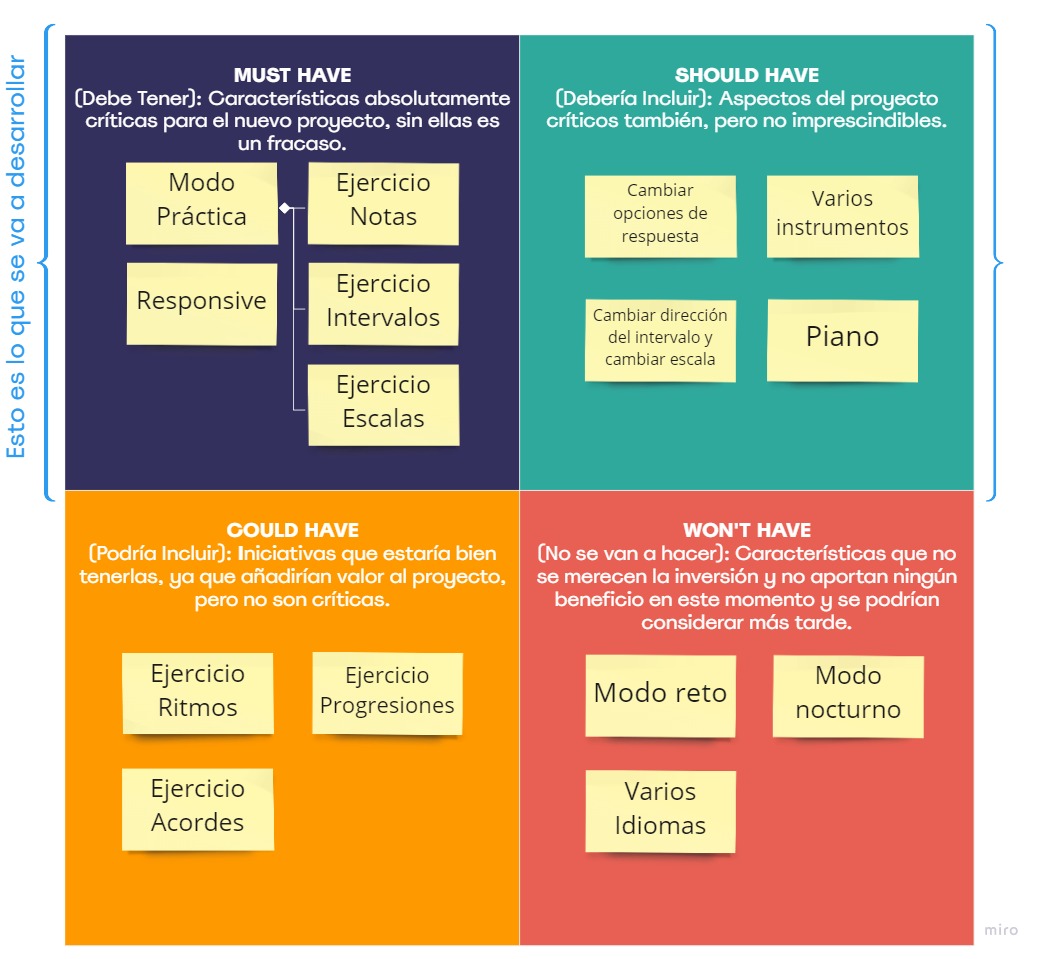 Esto es lo que se va a desarrollar
MUST HAVE
(Debe Tener): Características absolutamente
críticas para el nuevo proyecto, sin ellas es
un fracaso.
Modo
Práctica
Ejercicio
Notas
Responsive
Ejercicio
Intervalos
Ejercicio
Escalas
SHOULD HAVE
(Debería Incluir): Aspectos del proyecto
críticos también, pero no imprescindibles.
Cambiar
opciones de
respuesta
Varios
instrumentos
Cambiar dirección
del intervalo y
cambiar escala
Piano
COULD HAVE
(Podría Incluir): Iniciativas que estaría bien
tenerlas, ya que añadirían valor al proyecto,
pero no son críticas.
Ejercicio
Ritmos
Ejercicio
Progresiones
Ejercicio
Acordes
WON'T HAVE
(No se van a hacer): Características que no
se merecen la inversión y no aportan ningún
beneficio en este momento y se podrían
considerar más tarde.
Modo reto
Modo
nocturno
Varios
Idiomas
miro